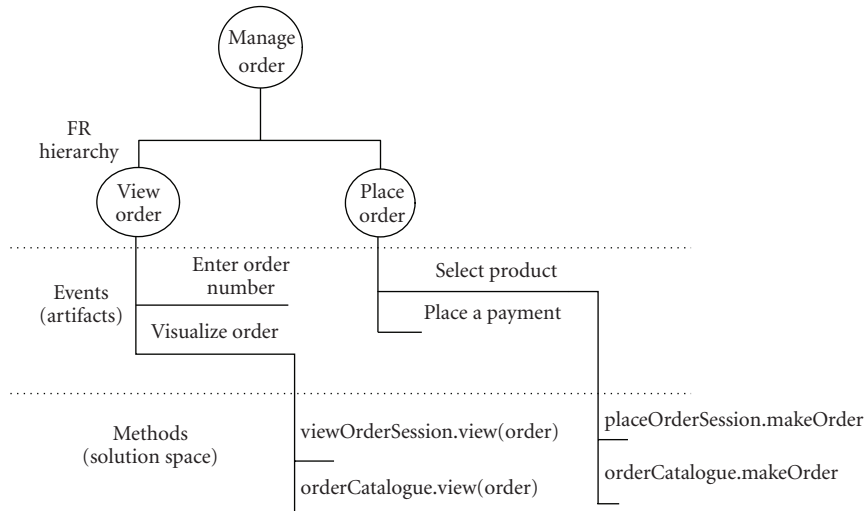 Manage
order
FR
hierarchy
View
order
Place
order
Events
(artifacts)
Enter order
number
Visualize order
Select product
Place a payment
Methods
(solution space)
viewOrderSession.view(order)
orderCatalogue.view(order)
placeOrderSession.makeOrder
orderCatalogue.makeOrder